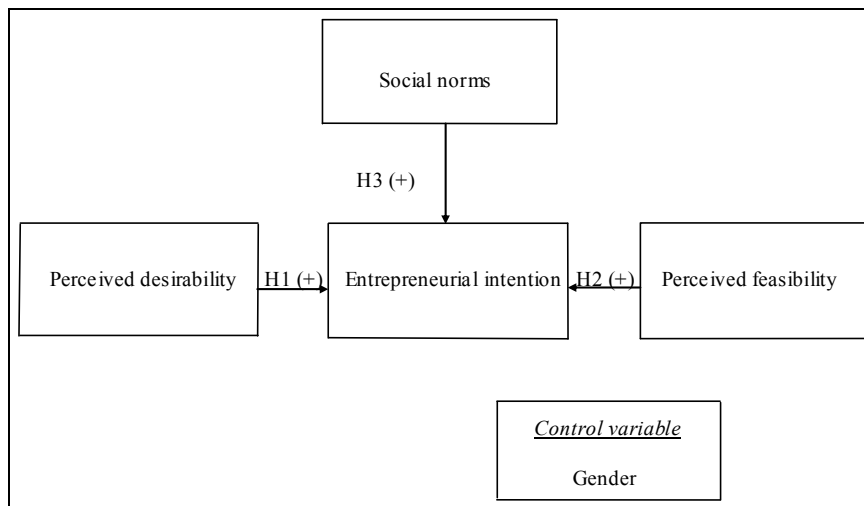 Social norms
H3 (+)
Perceived desirability
H1 (+)
Entrepreneurial intention
H2 (+)
Perceived feasibility
Control variable
Gender